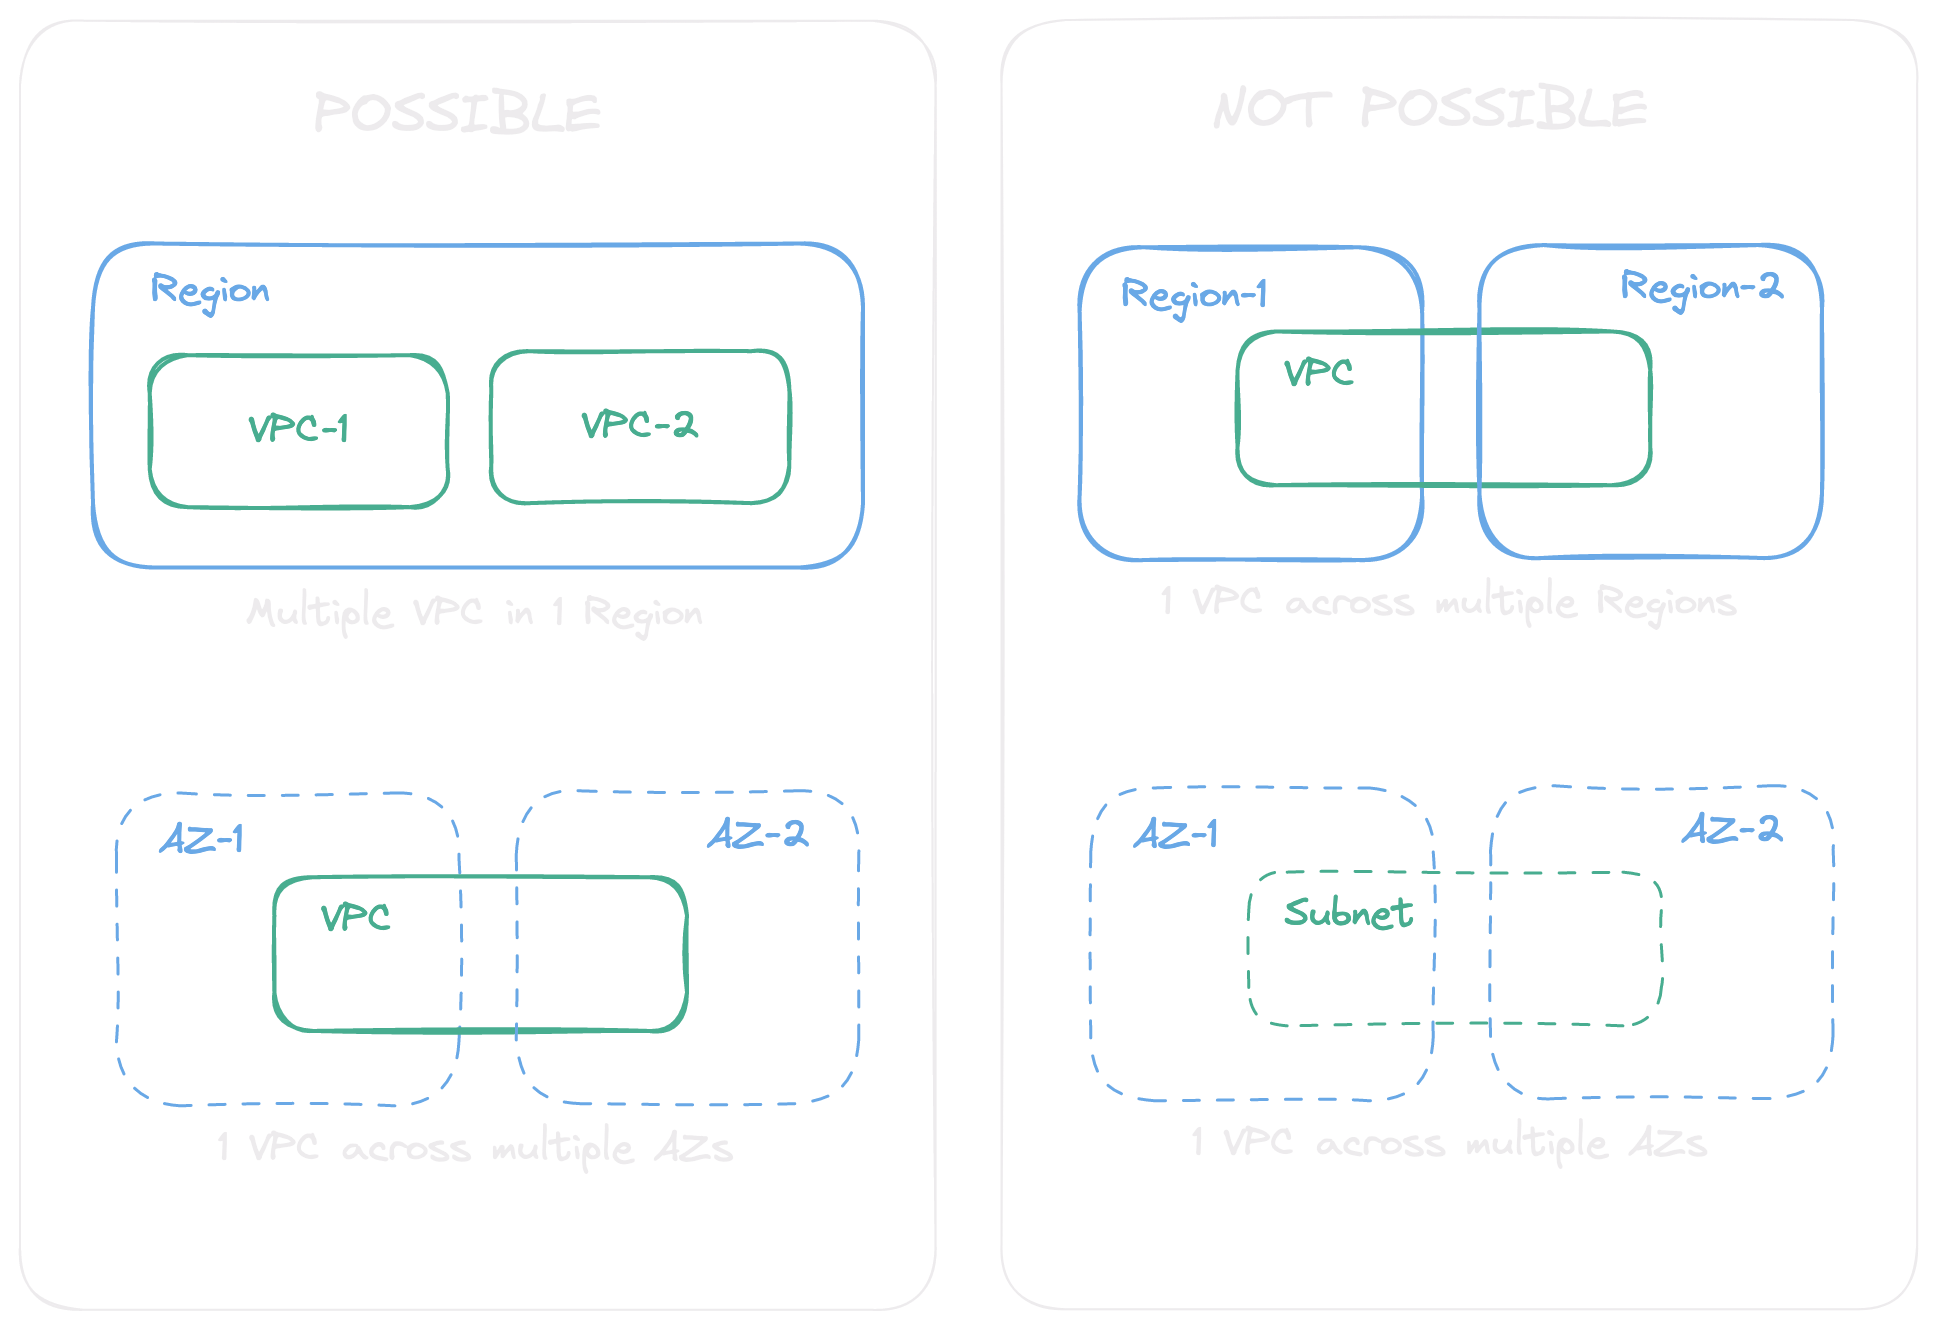 POSSIBLE
Region
VPC-1
VPC-2
Multiple VPC in 1 Region
AZ-1
AZ-2
VPC
1 VPC across multiple AZs
NOT POSSIBLE
Region-1
Region-2
VPC
1 VPC across multiple Regions
AZ-1
AZ-2
Subnet
1 VPC across multiple AZs